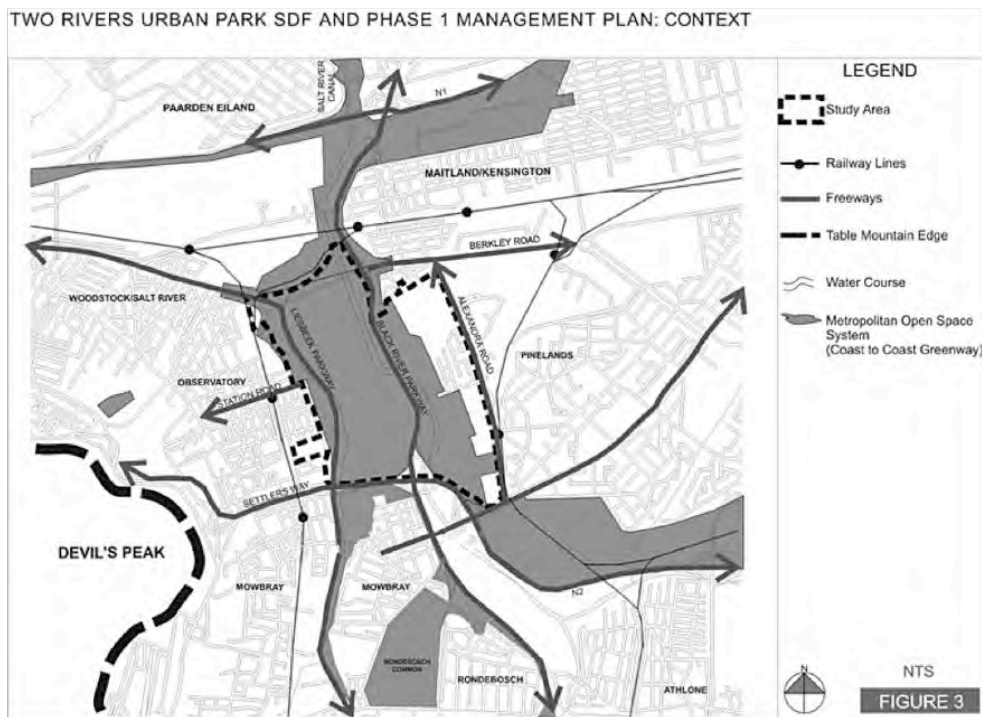 TWO RIVERS URBAN PARK SDF AND PHASE 1 MANAGEMENT PLAN: CONTEXT
LEGEND
Study Area
Railway Lines
Freeways
Table Mountain Edge
Water Course
Metropolitan Open Space
System
(Coast to Coast Greenway)
PAARDEN EILAND
SALT RIVER
CANAL
N1
MAITLAND/KENSINGTON
BERKLEY ROAD
WOODSTOCK/SALT RIVER
LIESBEEK PARKWAY
BLACK RIVER PARKWAY
ALEXANDRA ROAD
PINELANDS
OBSERVATORY
STATION ROAD
SETTLERS WAY
DEVIL'S PEAK
MOWBRAY
MOWBRAY
N2
RONDEBOSCH
COMMON
RONDEBOSCH
ATHLONE
N
NTS
FIGURE 3